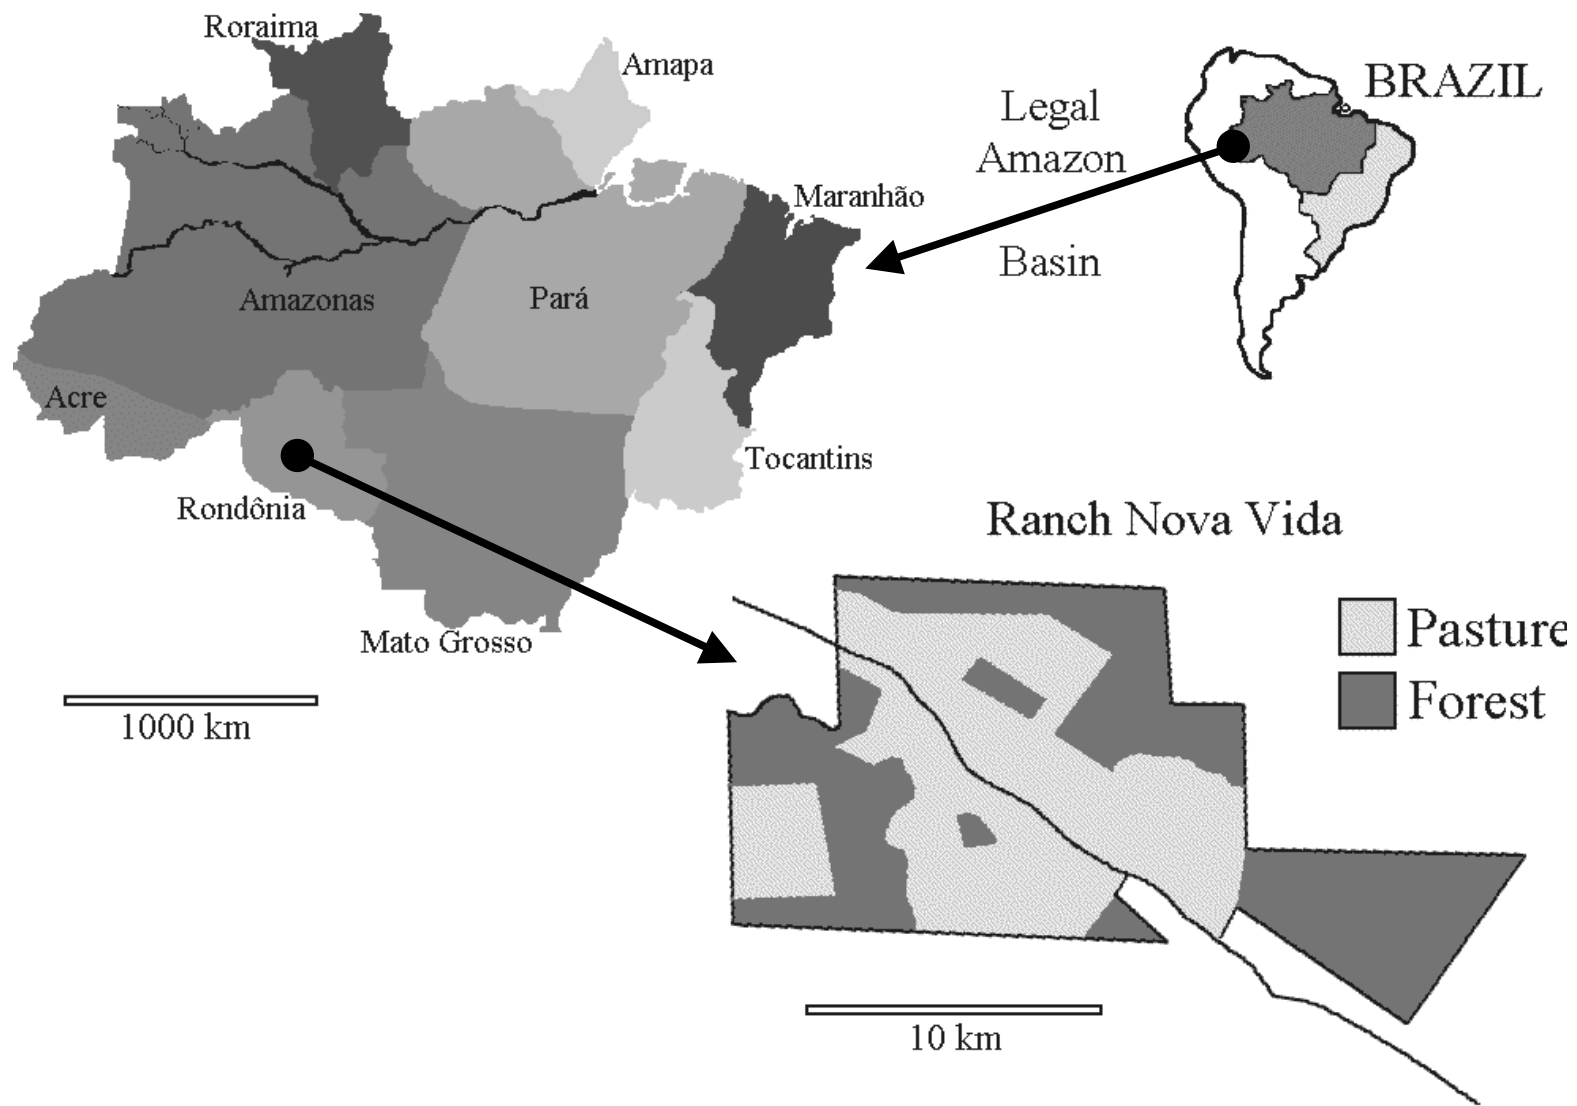 Roraima
Amapa
BRAZIL
Legal
Amazon
Maranhão
Basin
Amazonas
Pará
Acre
Tocantins
Rondônia
Ranch Nova Vida
Mato Grosso
Pasture
Forest
1000 km
10 km